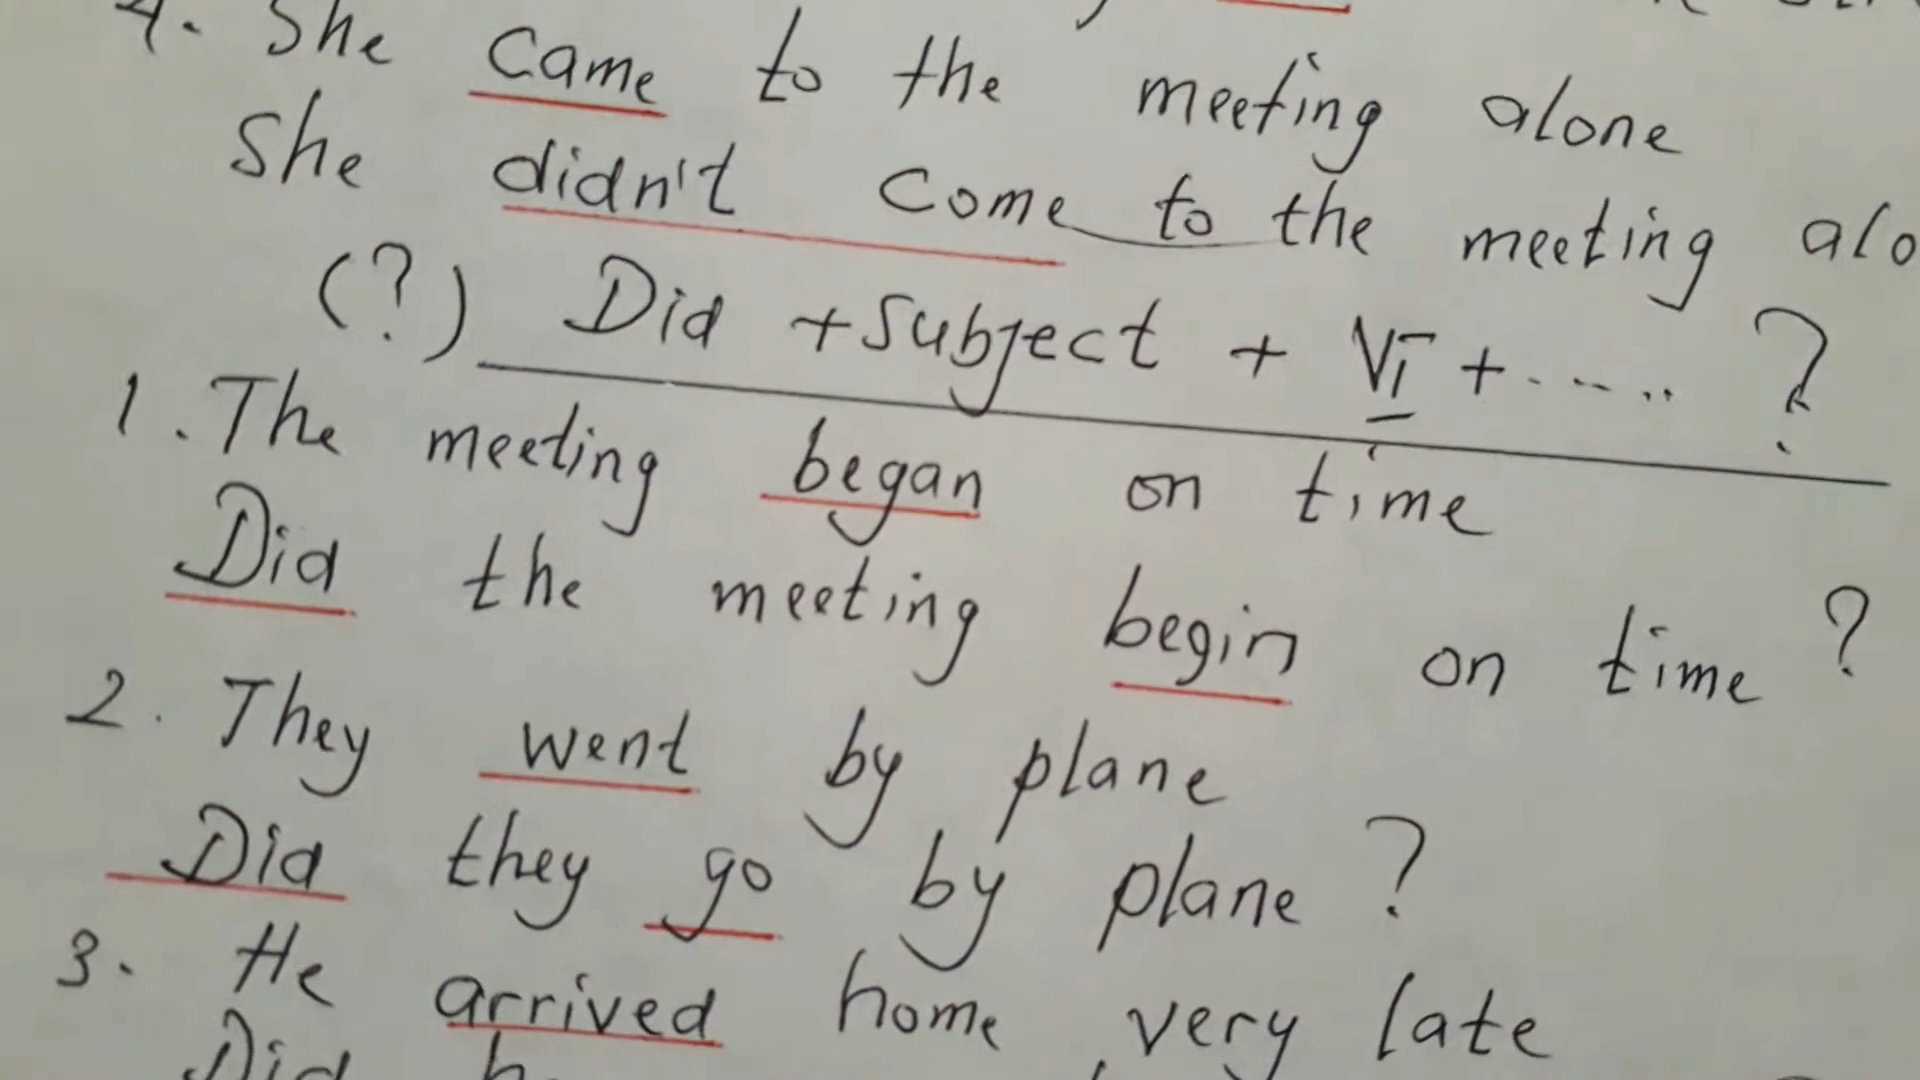 4. She came to the meeting alone
She didn't come to the meeting alo
(?) Did + Subject + VI + ..... ?
1. The meeting began on time
Did the meeting begin on time ?
2. They went by plane
Did they go by plane ?
3. He arrived home very late
Did h